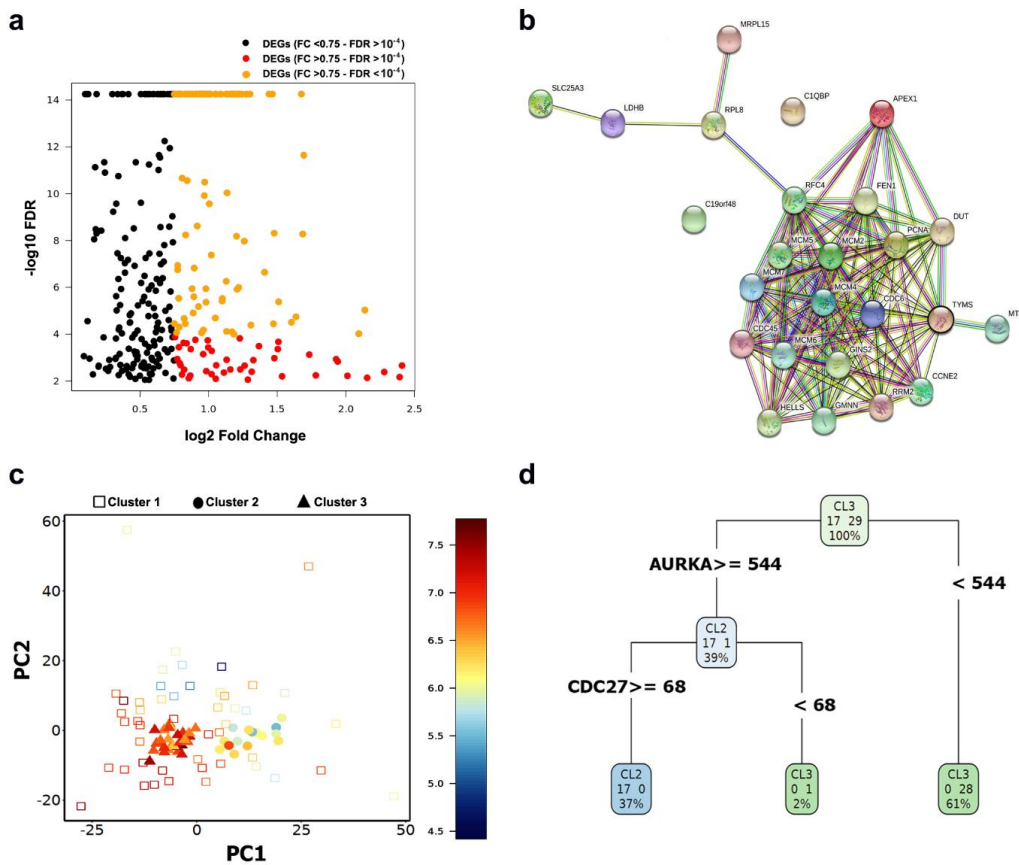 a
DEGs (FC <0.75 - FDR > 10⁻⁴)
DEGs (FC >0.75 - FDR > 10⁻⁴)
DEGs (FC >0.75 - FDR < 10⁻⁴)
14
12
10
8
6
4
2
-log10 FDR
0.5
1.0
1.5
2.0
2.5
log2 Fold Change
b
MRPL15
SLC25A3
LDHB
RPL8
C1QBP
APEX1
C19orf48
RFC4
FEN1
DUT
PCNA
MCM5
MCM2
MCM7
MCM4
CDC6
TYMS
MT
CDC45
MCM6
GINS2
CCNE2
RRM2
HELLS
GMNN
c
Cluster 1
Cluster 2
Cluster 3
60
40
20
0
-20
PC2
-25
0
25
50
PC1
7.5
7.0
6.5
6.0
5.5
5.0
4.5
d
CL3
17 29
100%
AURKA>= 544
< 544
CL2
17 1
39%
CDC27>= 68
< 68
CL2
17 0
37%
CL3
0 1
2%
CL3
0 28
61%